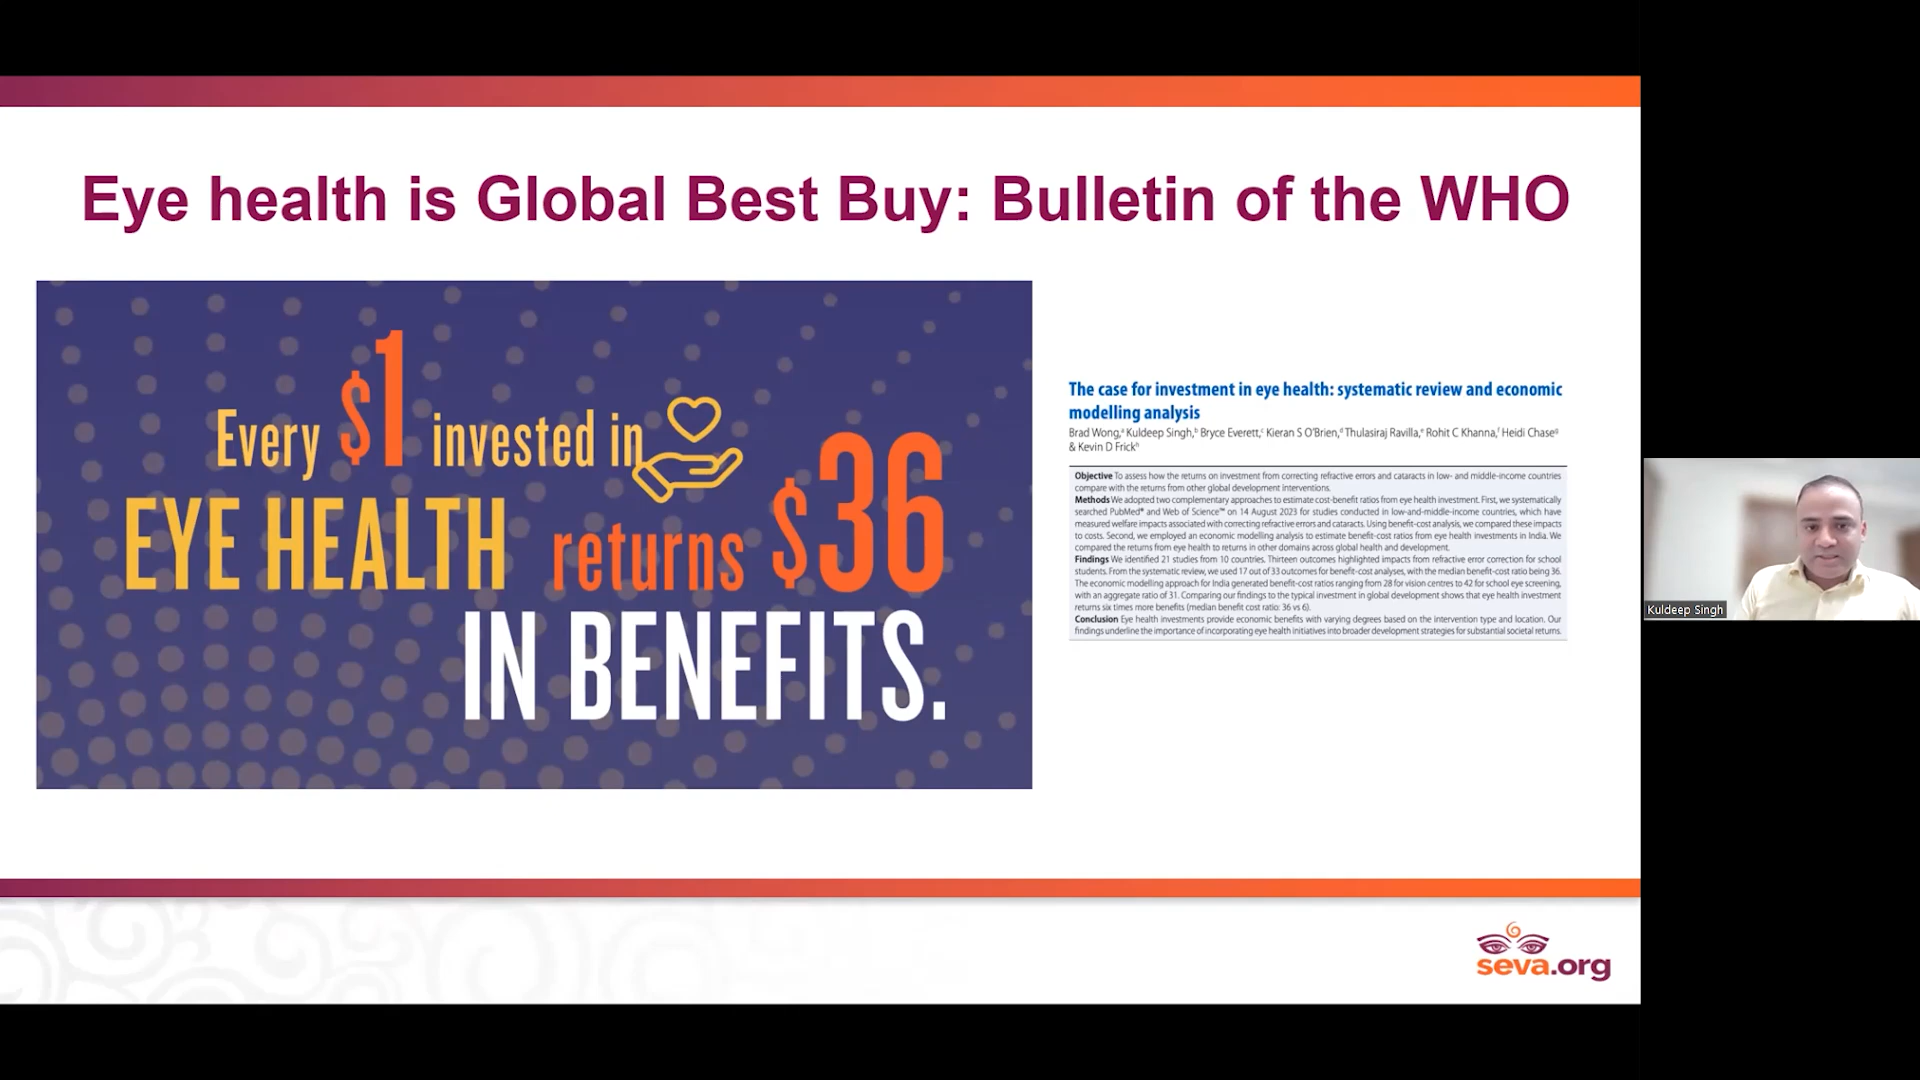 Eye health is Global Best Buy: Bulletin of the WHO
Every $1 invested in
EYE HEALTH returns $36
IN BENEFITS.
The case for investment in eye health: systematic review and economic
modelling analysis
Brad Wong,a Kuldeep Singh,b Bryce Everett,c Kieran S O'Brien,d Thulasiraj Ravilla,e Rohit C Khanna,f Heidi Chaseg
& Kevin D Frickh
Objective To assess how the returns on investment from correcting refractive errors and cataracts in low- and middle-income countries
compare with the returns from other global development interventions.
Methods We adopted two complementary approaches to estimate cost-benefit ratios from eye health investment. First, we systematically
searched PubMed® and Web of Science™ on 14 August 2023 for studies conducted in low-and-middle-income countries, which have
measured welfare impacts associated with correcting refractive errors and cataracts. Using benefit-cost analysis, we compared these impacts
to costs. Second, we employed an economic modelling analysis to estimate benefit-cost ratios from eye health investments in India. We
compared the returns from eye health to returns in other domains across global health and development.
Findings We identified 21 studies from 10 countries. Thirteen outcomes highlighted impacts from refractive error correction for school
students. From the systematic review, we used 17 out of 33 outcomes for benefit-cost analyses, with the median benefit-cost ratio being 36.
The economic modelling approach for India generated benefit-cost ratios ranging from 28 for vision centres to 42 for school eye screening,
with an aggregate ratio of 31. Comparing our findings to the typical investment in global development shows that eye health investment
returns six times more benefits (median benefit cost ratio: 36 vs 6).
Conclusion Eye health investments provide economic benefits with varying degrees based on the intervention type and location. Our
findings underline the importance of incorporating eye health initiatives into broader development strategies for substantial societal returns.
Kuldeep Singh
seva.org